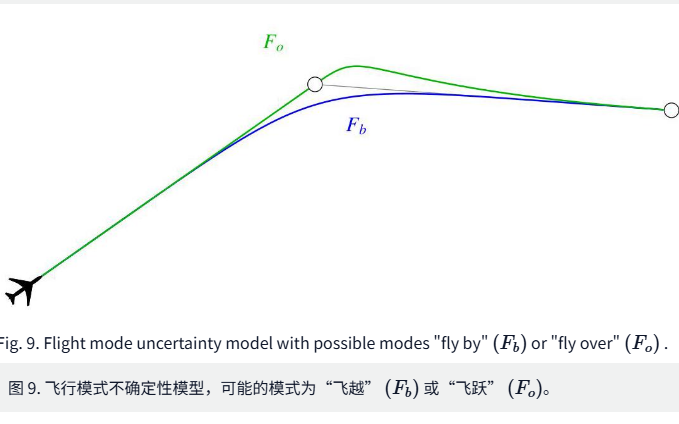 F_o
F_b
Fig. 9. Flight mode uncertainty model with possible modes "fly by" (F_b) or "fly over" (F_o) .
图 9. 飞行模式不确定性模型，可能的模式为“飞越” (F_b) 或“飞跃” (F_o)。